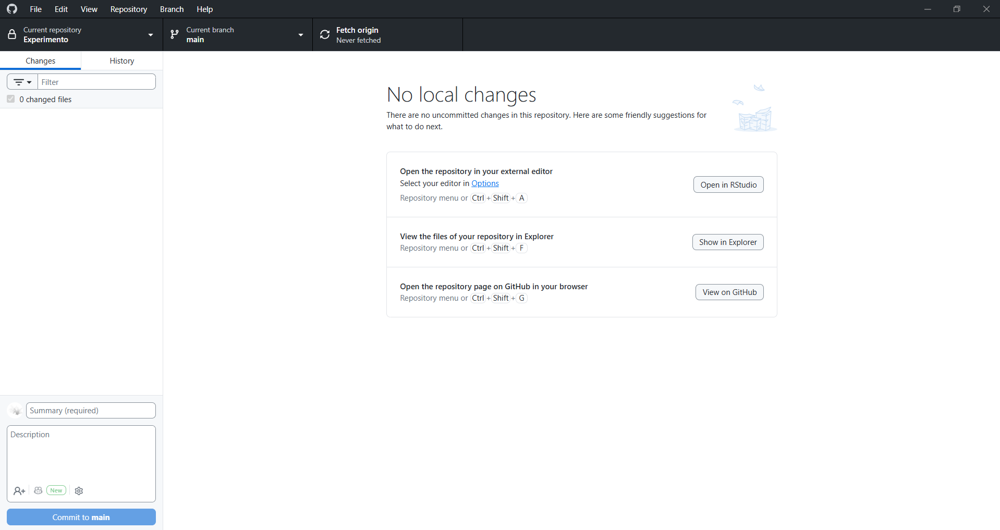 File Edit View Repository Branch Help
Current repository
Experimento
Current branch
main
Fetch origin
Never fetched
Changes
History
Filter
0 changed files
No local changes
There are no uncommitted changes in this repository. Here are some friendly suggestions for
what to do next.
Open the repository in your external editor
Select your editor in Options
Repository menu or Ctrl + Shift + A
Open in RStudio
View the files of your repository in Explorer
Repository menu or Ctrl + Shift + F
Show in Explorer
Open the repository page on GitHub in your browser
Repository menu or Ctrl + Shift + G
View on GitHub
Summary (required)
Description
New
Commit to main